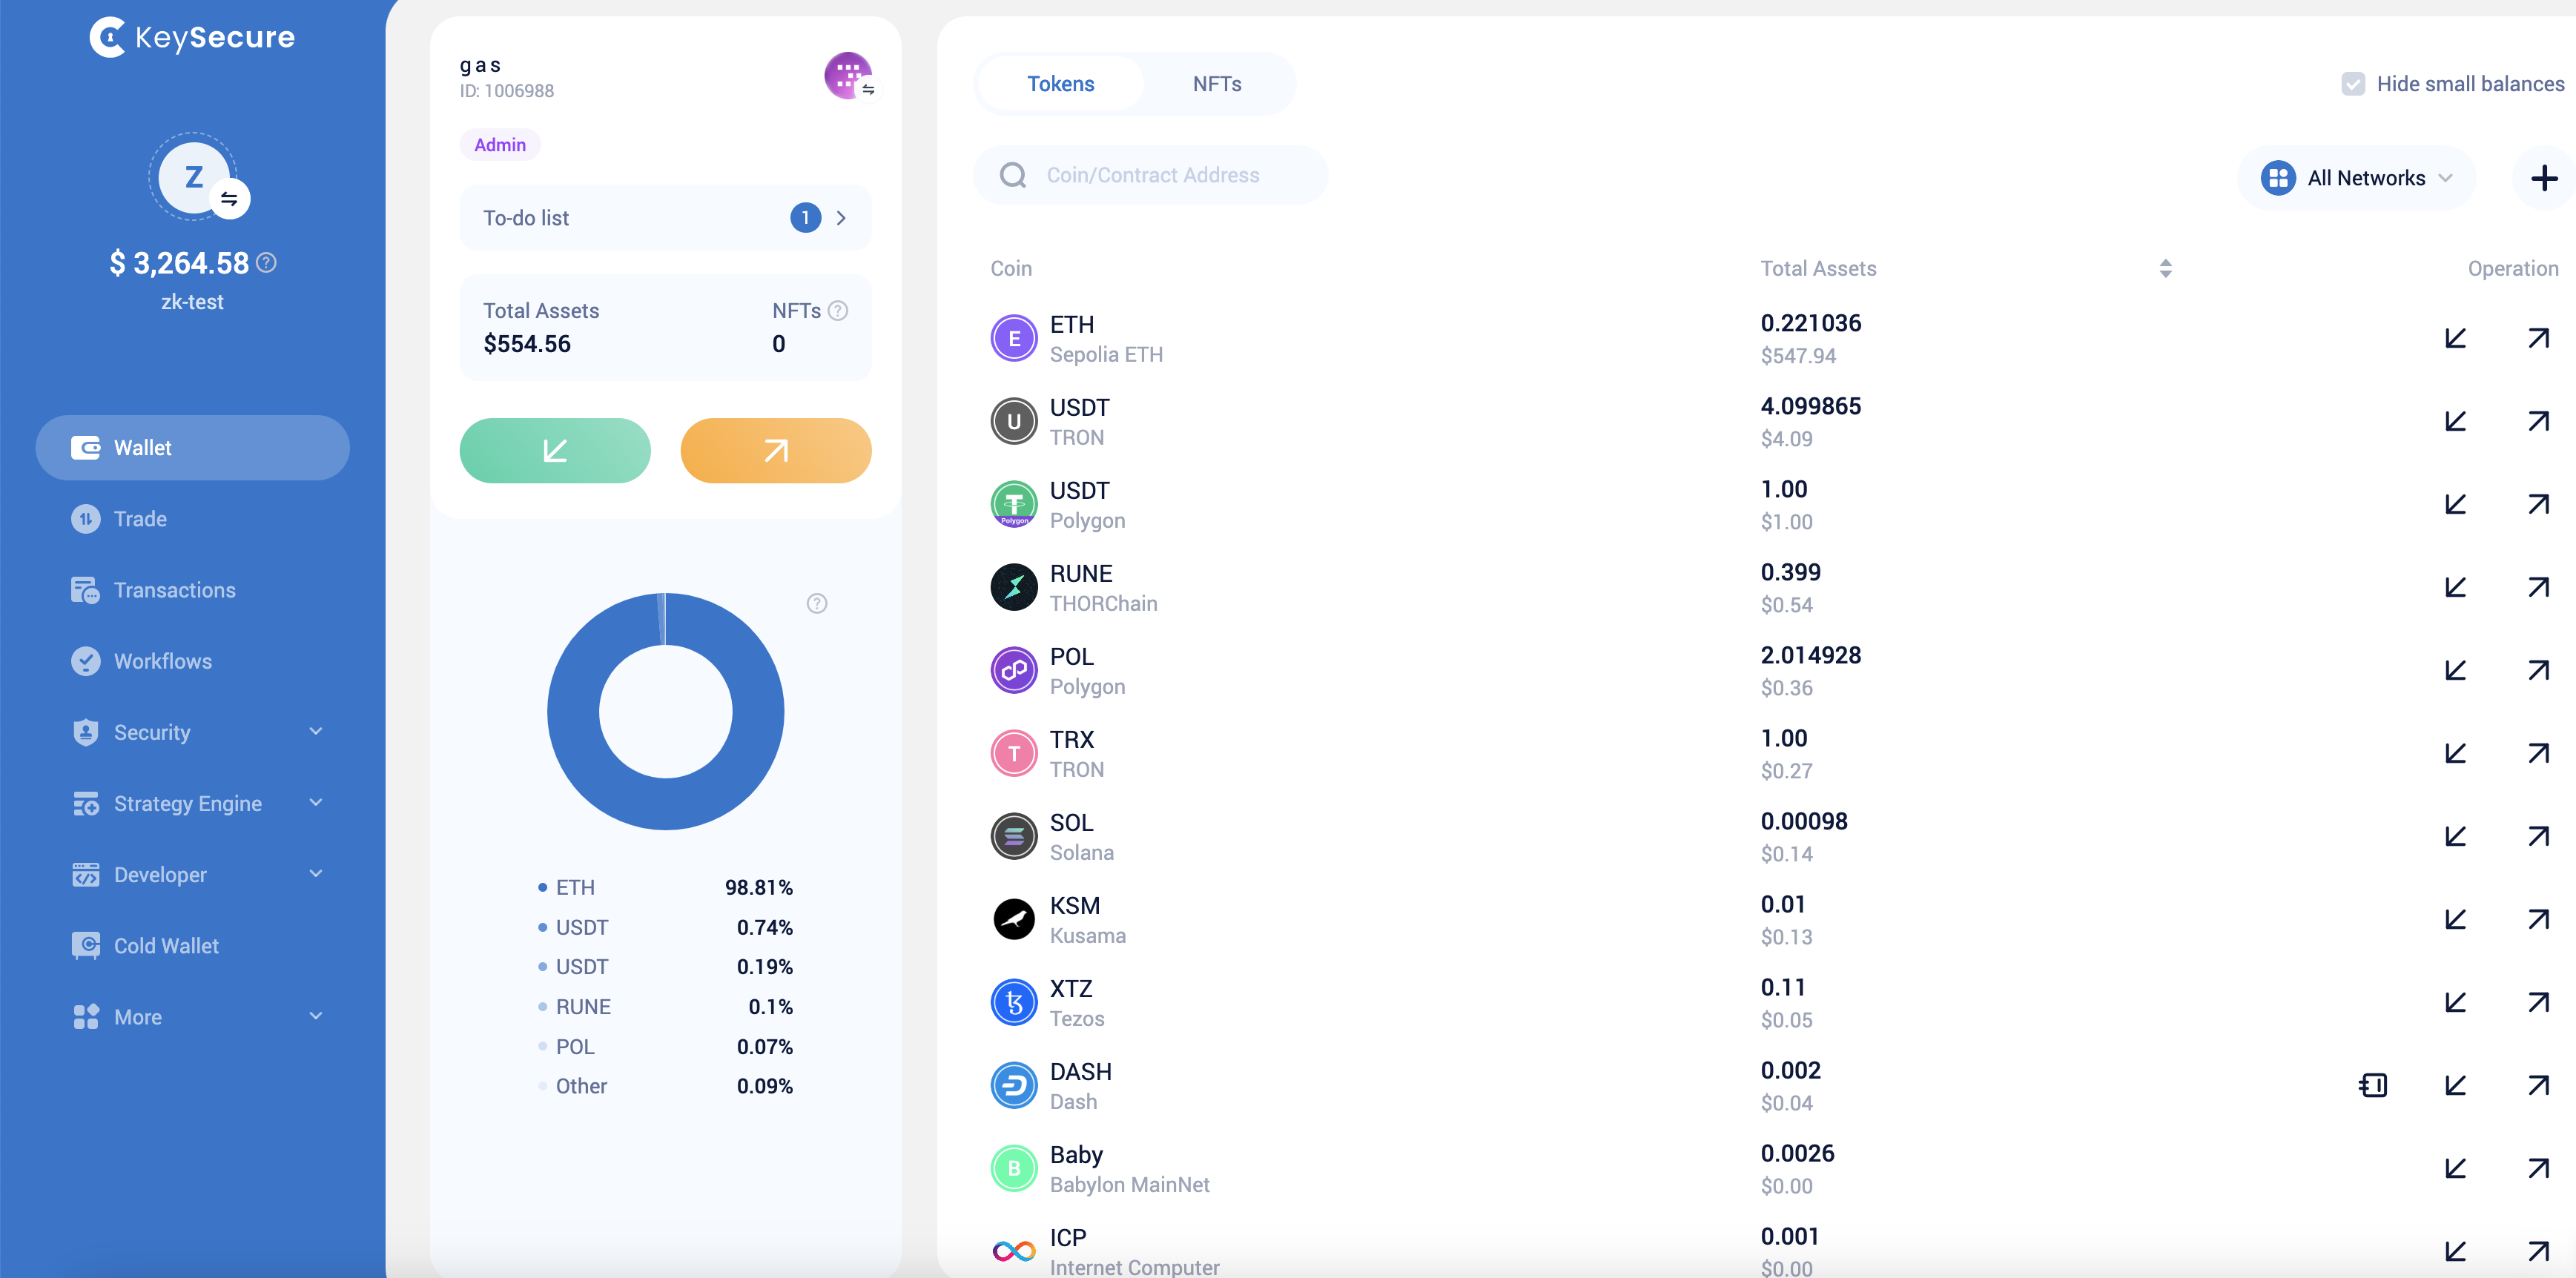 KeySecure
Z
$ 3,264.58 ?
zk-test
Wallet
Trade
Transactions
Workflows
Security
Strategy Engine
Developer
Cold Wallet
More
gas
ID: 1006988
Admin
To-do list 1
Total Assets NFTs ?
$554.56 0
?
ETH 98.81%
USDT 0.74%
USDT 0.19%
RUNE 0.1%
POL 0.07%
Other 0.09%
Tokens NFTs
Hide small balances
Coin/Contract Address
All Networks
Coin Total Assets Operation
E ETH 0.221036
Sepolia ETH $547.94
U USDT 4.099865
TRON $4.09
USDT 1.00
Polygon Polygon $1.00
RUNE 0.399
THORChain $0.54
POL 2.014928
Polygon $0.36
T TRX 1.00
TRON $0.27
SOL 0.00098
Solana $0.14
KSM 0.01
Kusama $0.13
XTZ 0.11
Tezos $0.05
DASH 0.002
Dash $0.04
B Baby 0.0026
Babylon MainNet $0.00
ICP 0.001
Internet Computer $0.00